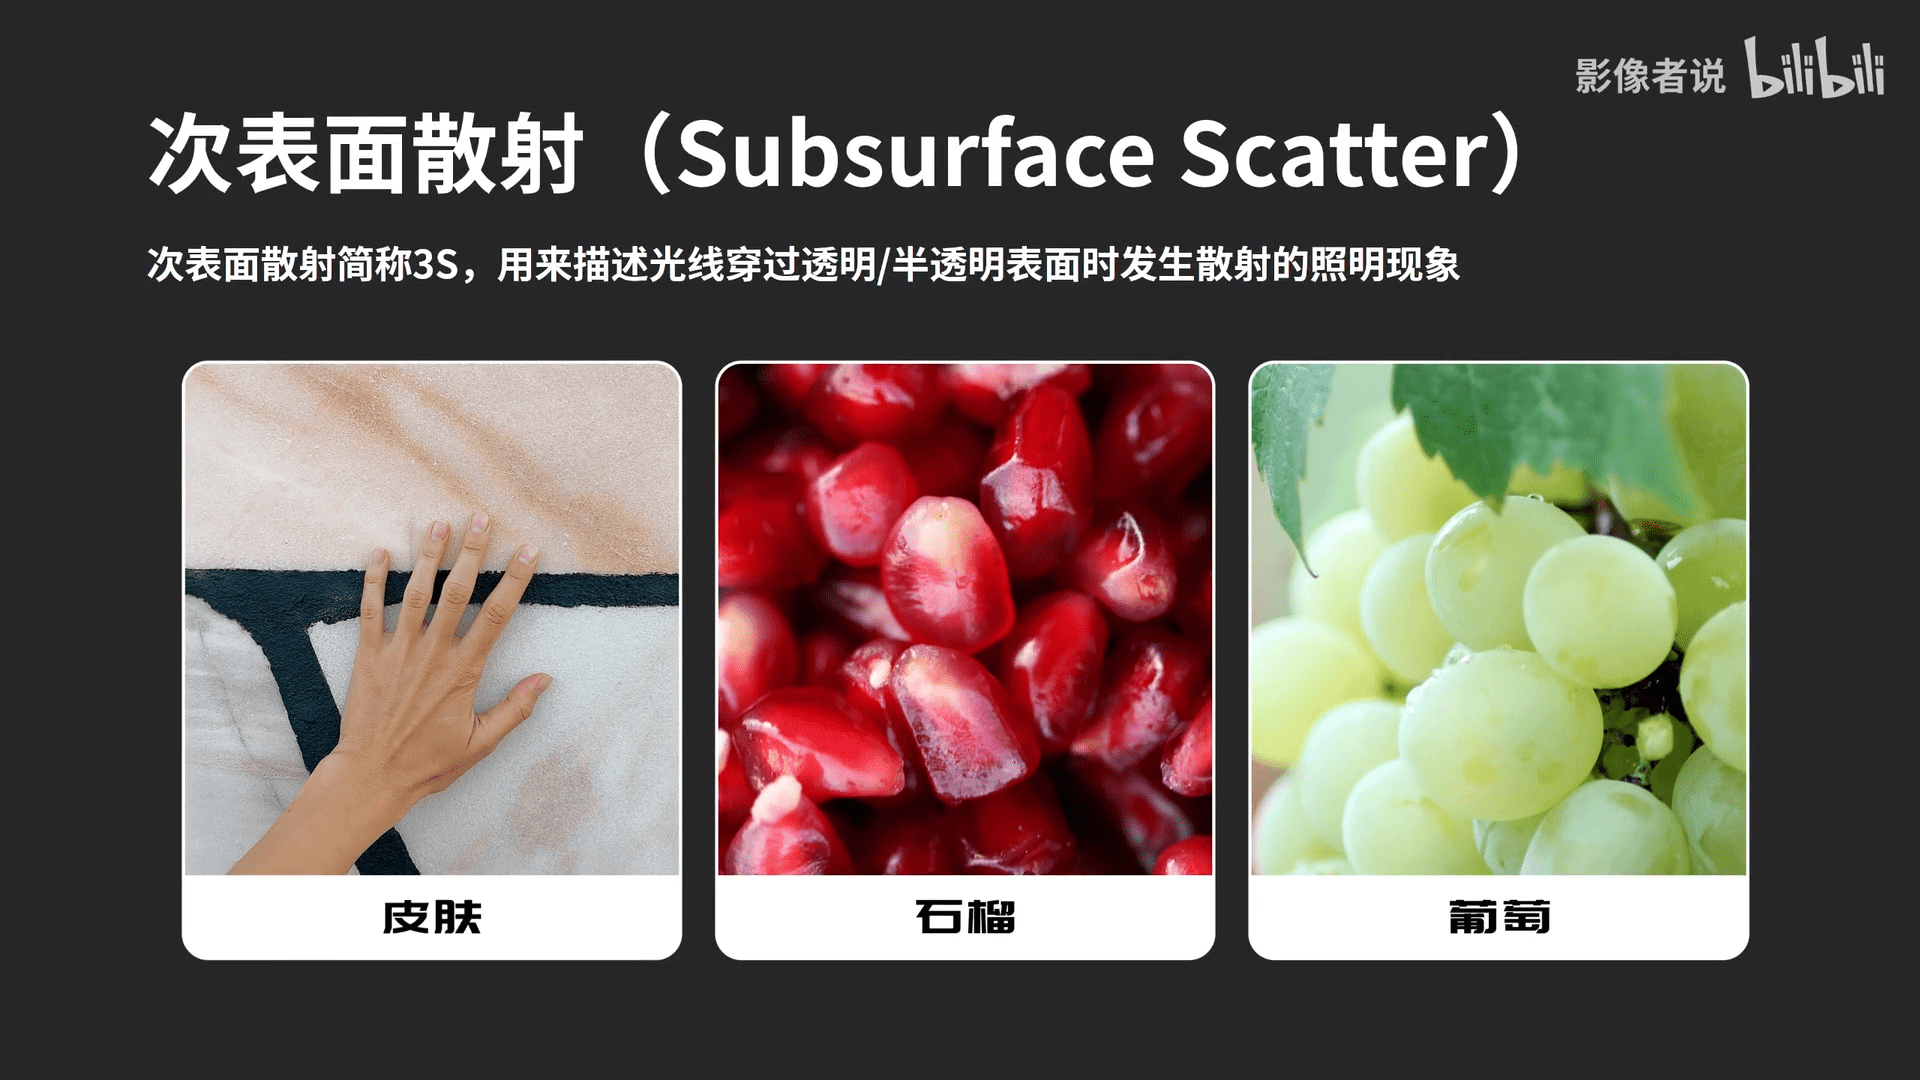 影像者说 bilibili
次表面散射（Subsurface Scatter）
次表面散射简称3S，用来描述光线穿过透明/半透明表面时发生散射的照明现象
皮肤
石榴
葡萄